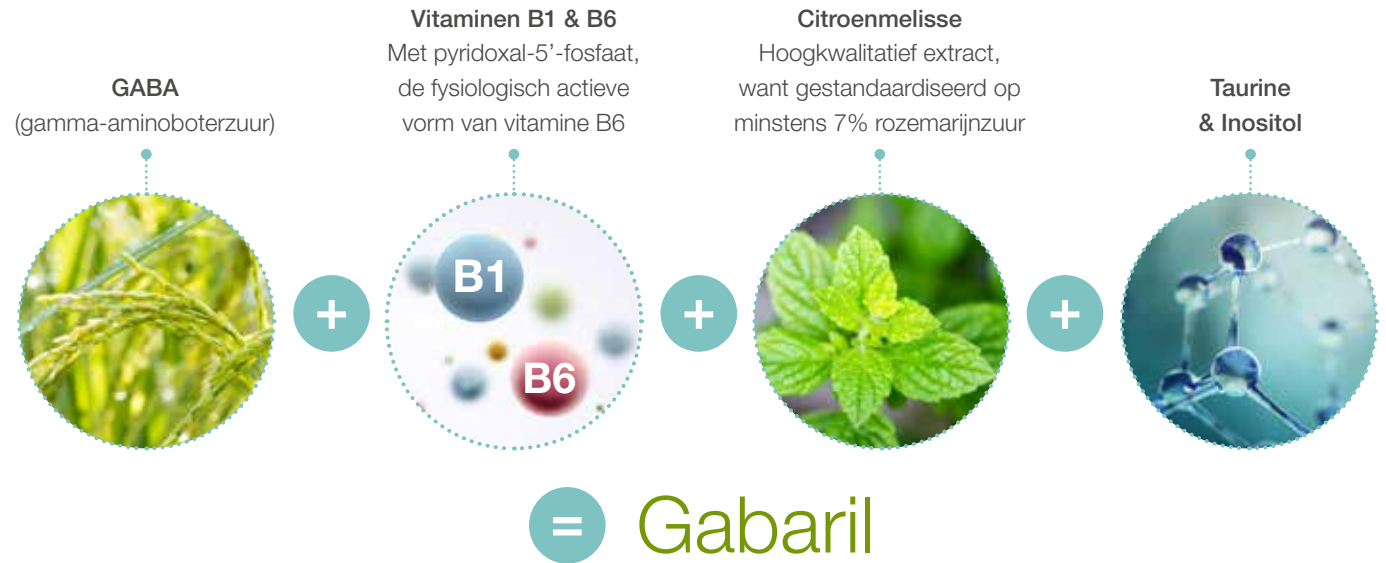 GABA
(gamma-aminoboterzuur)
Vitaminen B1 & B6
Met pyridoxal-5’-fosfaat,
de fysiologisch actieve
vorm van vitamine B6
Citroenmelisse
Hoogkwalitatief extract,
want gestandaardiseerd op
minstens 7% rozemarijnzuur
Taurine
& Inositol
+
B1
B6
+
+
= Gabaril